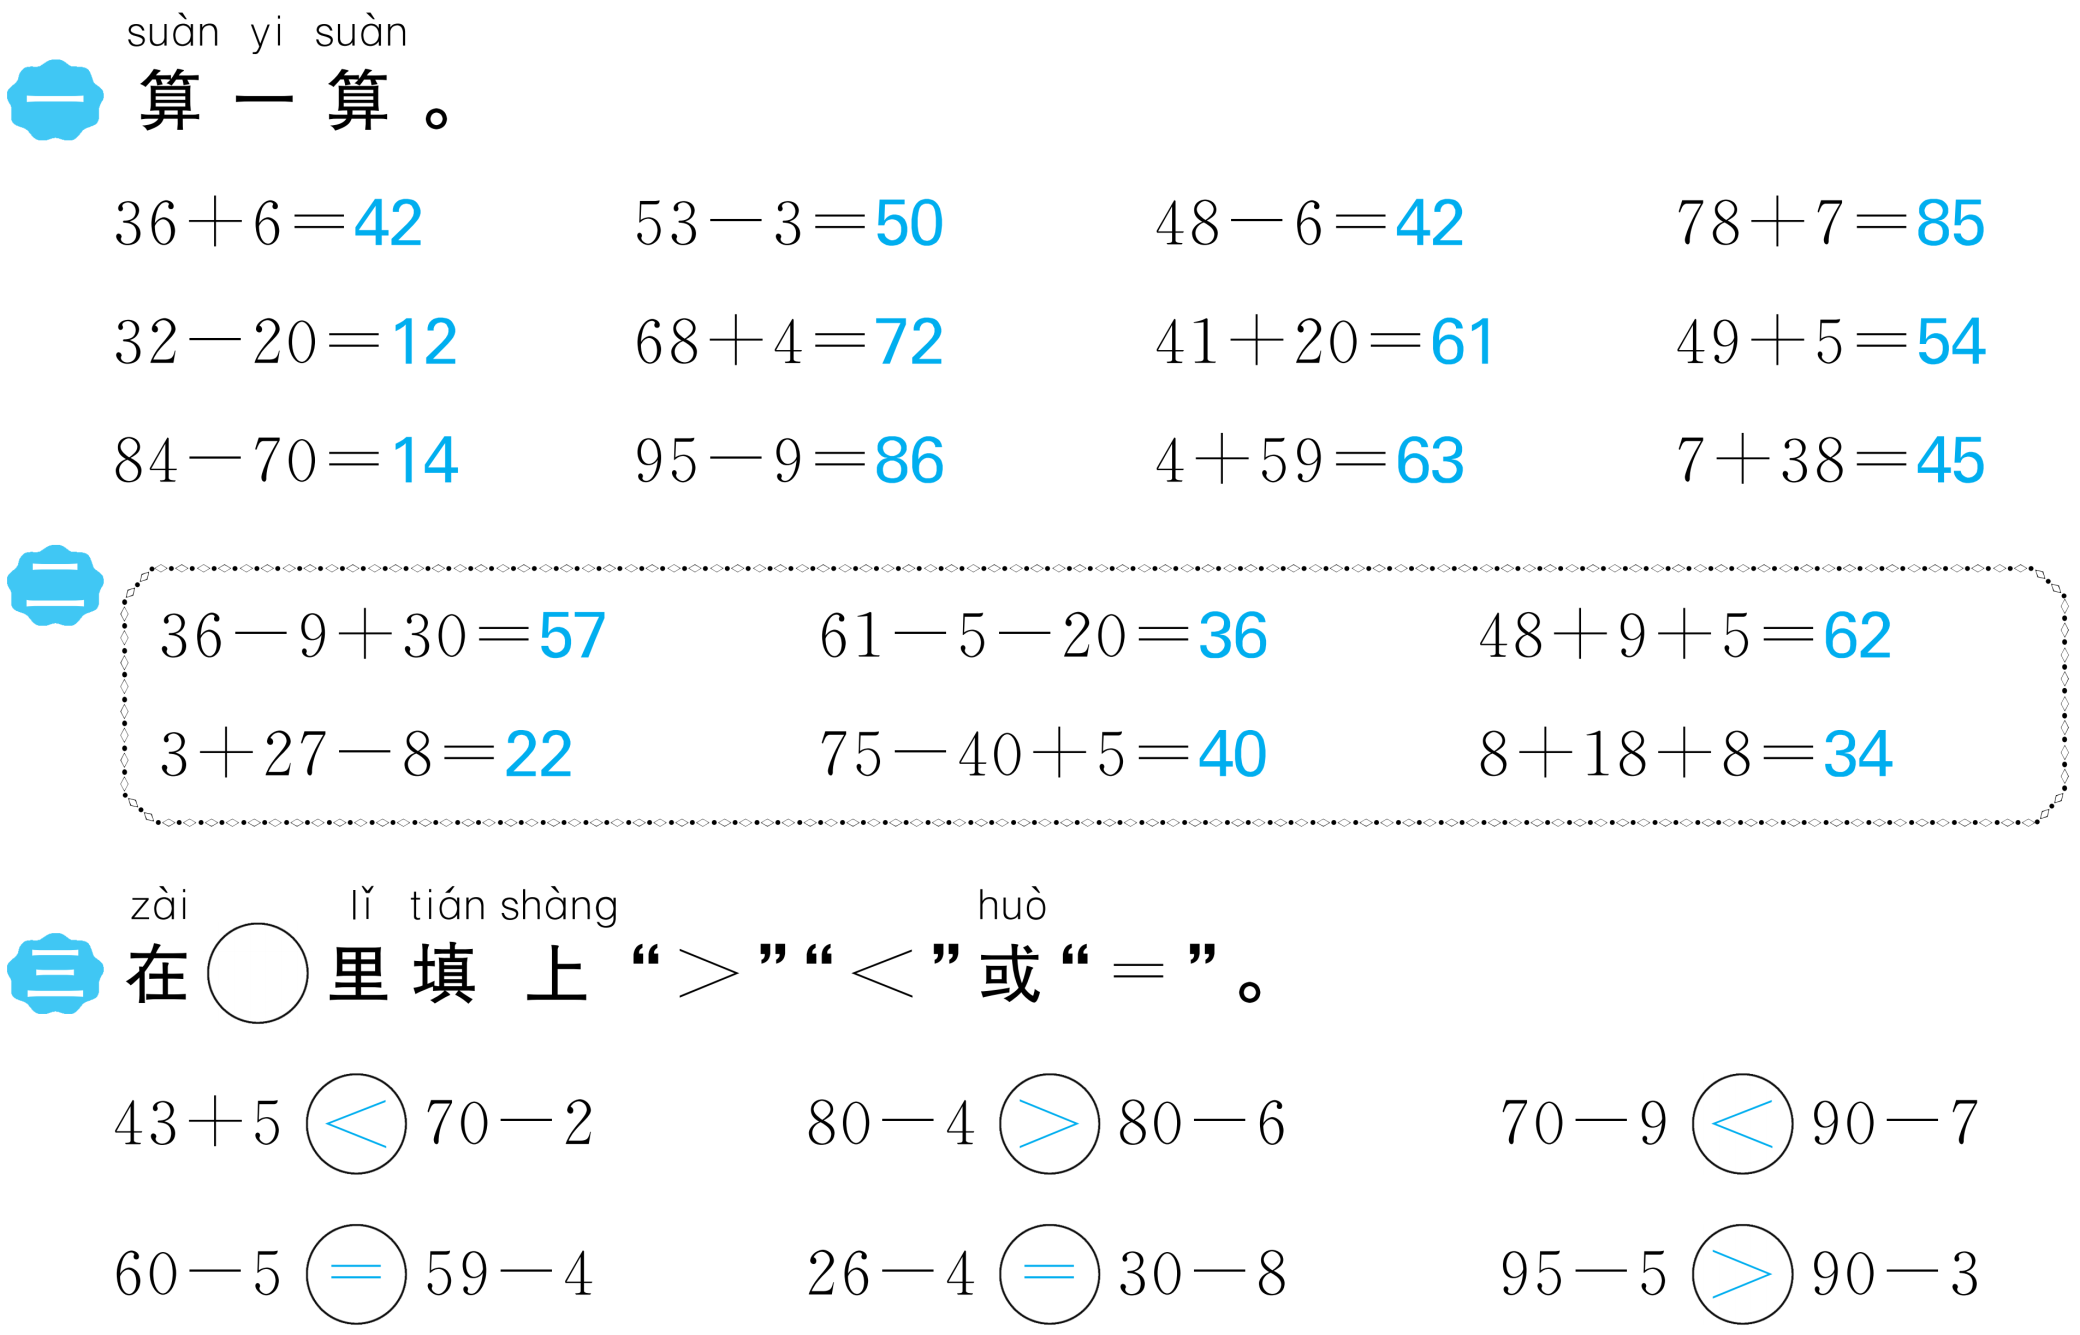 suàn yi suàn
一 算一算。
36+6=42 53-3=50 48-6=42 78+7=85
32-20=12 68+4=72 41+20=61 49+5=54
84-70=14 95-9=86 4+59=63 7+38=45
二
36-9+30=57 61-5-20=36 48+9+5=62
3+27-8=22 75-40+5=40 8+18+8=34
zài lǐ tián shàng huò
三 在○里填上“>”“<”或“=”。
43+5<70-2 80-4>80-6 70-9<90-7
60-5=59-4 26-4=30-8 95-5>90-3